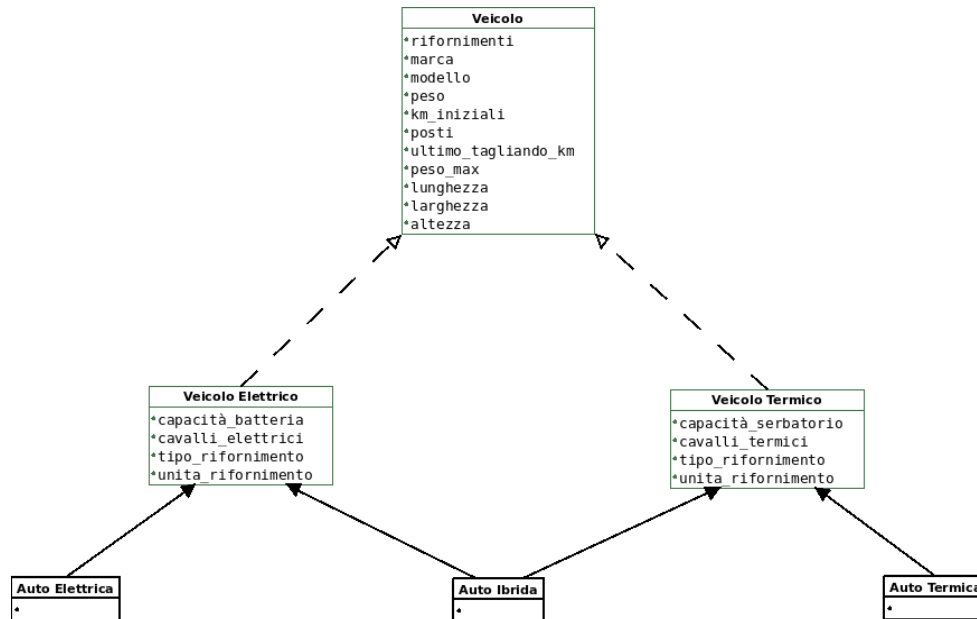 Veicolo
rifornimenti
marca
modello
peso
km_iniziali
posti
ultimo_tagliando_km
peso_max
lunghezza
larghezza
altezza
Veicolo Elettrico
capacità_batteria
cavalli_elettrici
tipo_rifornimento
unita_rifornimento
Veicolo Termico
capacità_serbatorio
cavalli_termici
tipo_rifornimento
unita_rifornimento
Auto Elettrica
Auto Ibrida
Auto Termica